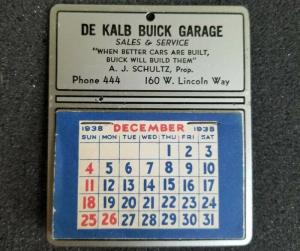 DE KALB BUICK GARAGE
SALES & SERVICE
"WHEN BETTER CARS ARE BUILT,
BUICK WILL BUILD THEM"
A. J. SCHULTZ, Prop.
Phone 444 160 W. Lincoln Way
1938 DECEMBER 1938
SUN MON TUE WED THU FRI SAT
1 2 3
4 5 6 7 8 9 10
11 12 13 14 15 16 17
18 19 20 21 22 23 24
25 26 27 28 29 30 31